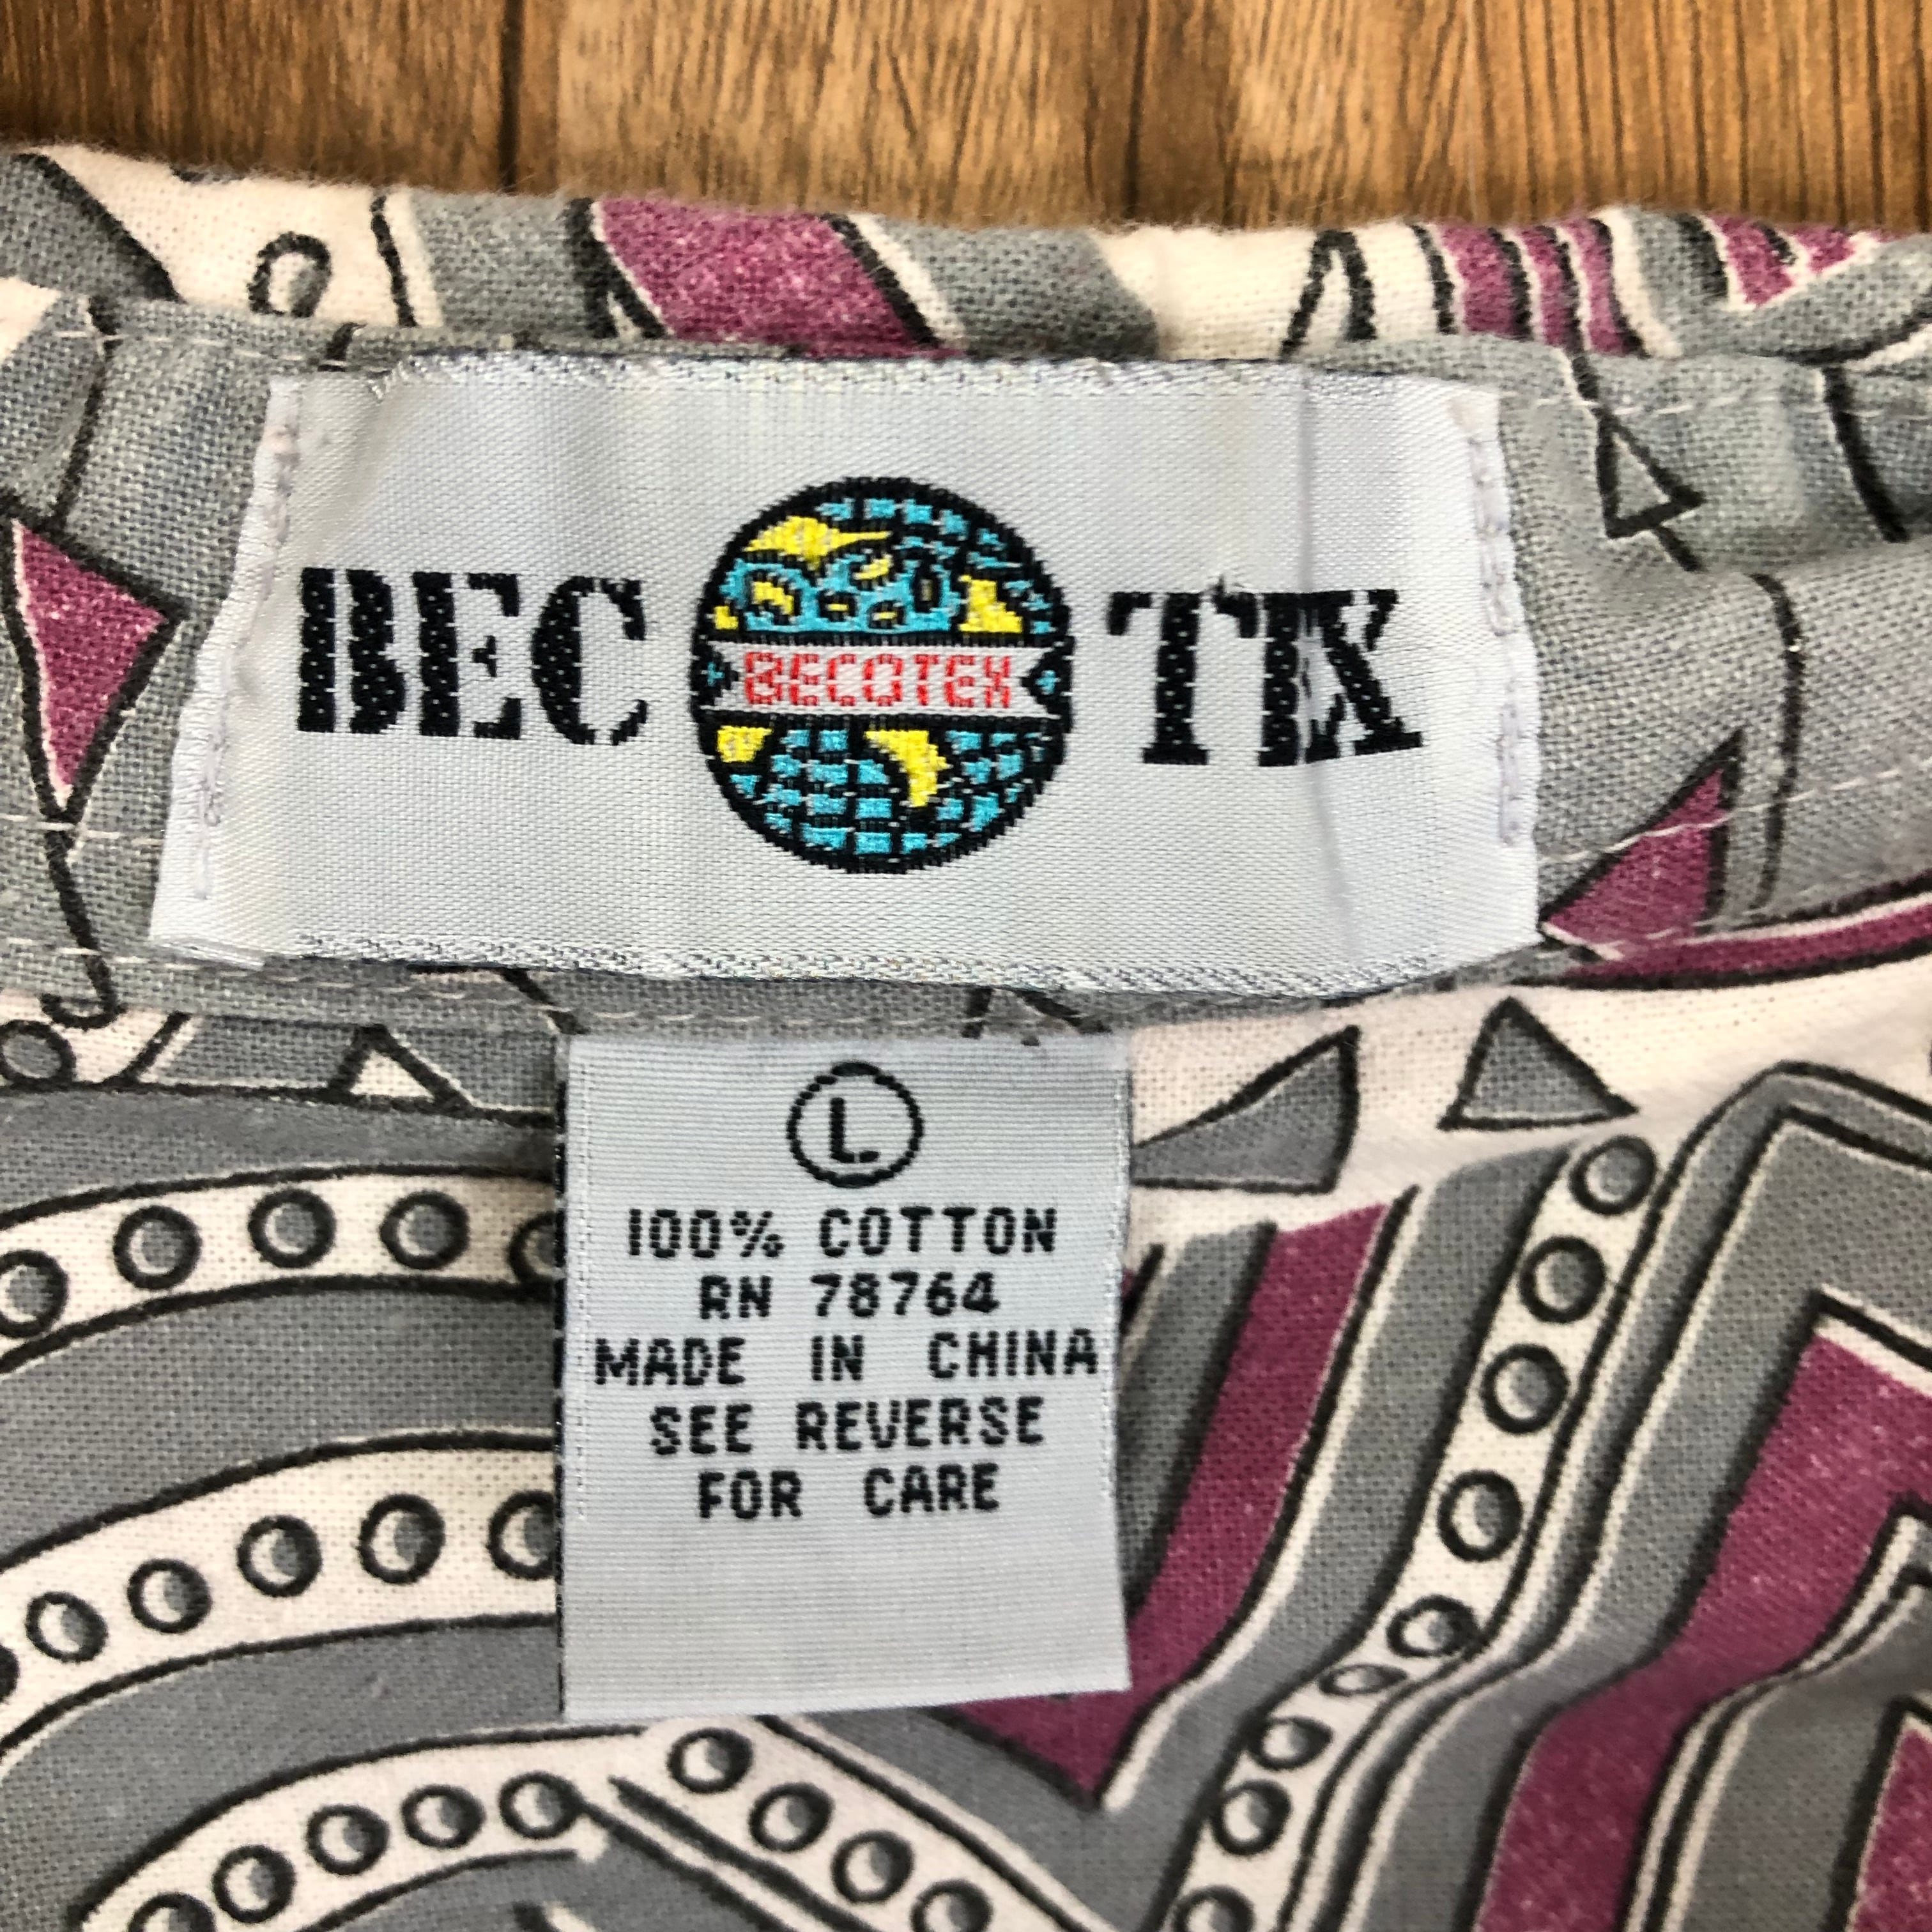 BEC TEX
BECOTEX
L
100% COTTON
RN 78764
MADE IN CHINA
SEE REVERSE
FOR CARE